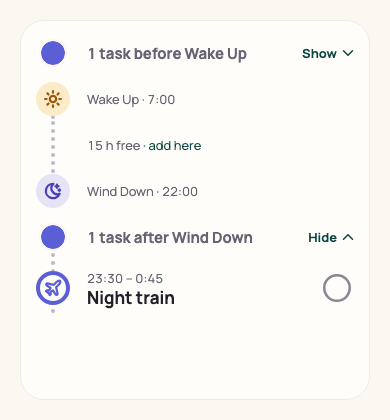 1 task before Wake Up Show
Wake Up · 7:00
15 h free · add here
Wind Down · 22:00
1 task after Wind Down Hide
23:30 – 0:45
Night train